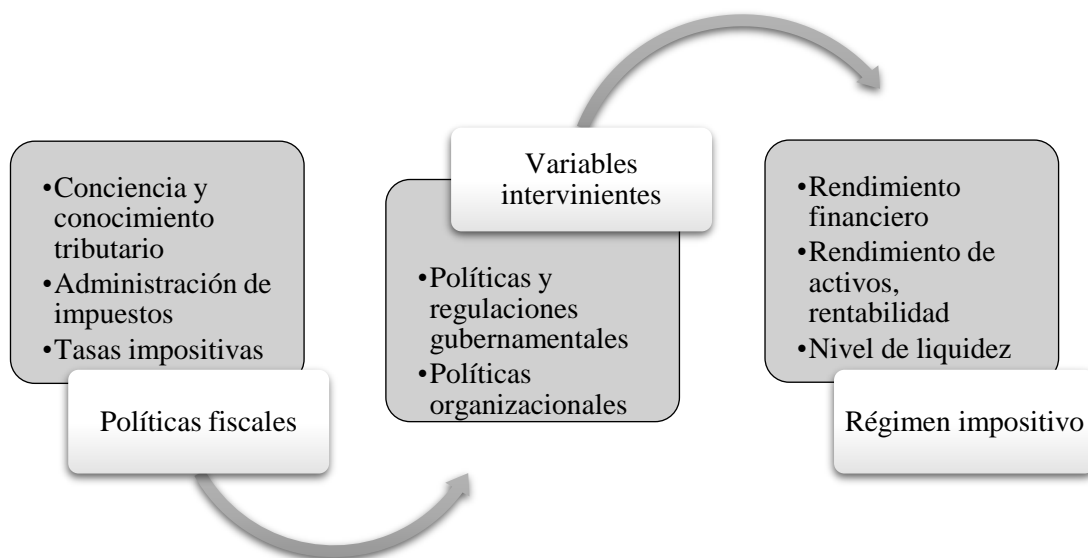 •Conciencia y
conocimiento
tributario
•Administración de
impuestos
•Tasas impositivas
Políticas fiscales
Variables
intervinientes
•Políticas y
regulaciones
gubernamentales
•Políticas
organizacionales
•Rendimiento
financiero
•Rendimiento de
activos,
rentabilidad
•Nivel de liquidez
Régimen impositivo